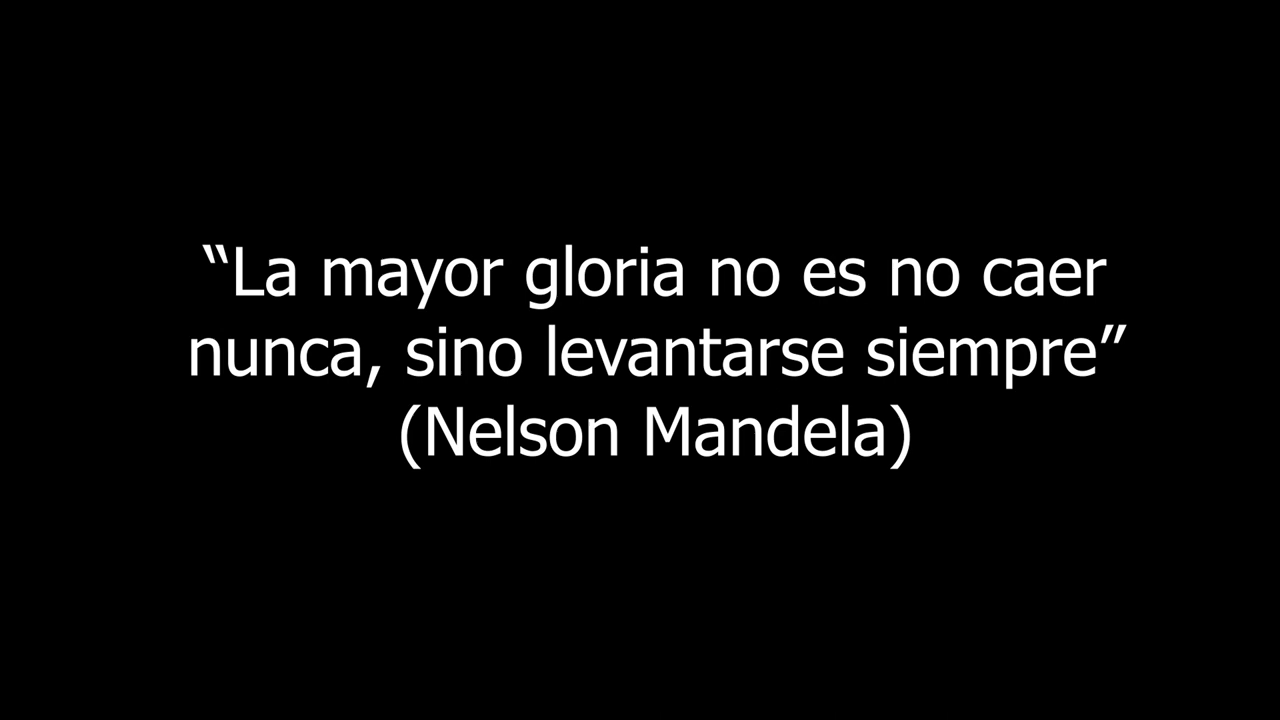 “La mayor gloria no es no caer
nunca, sino levantarse siempre”
(Nelson Mandela)